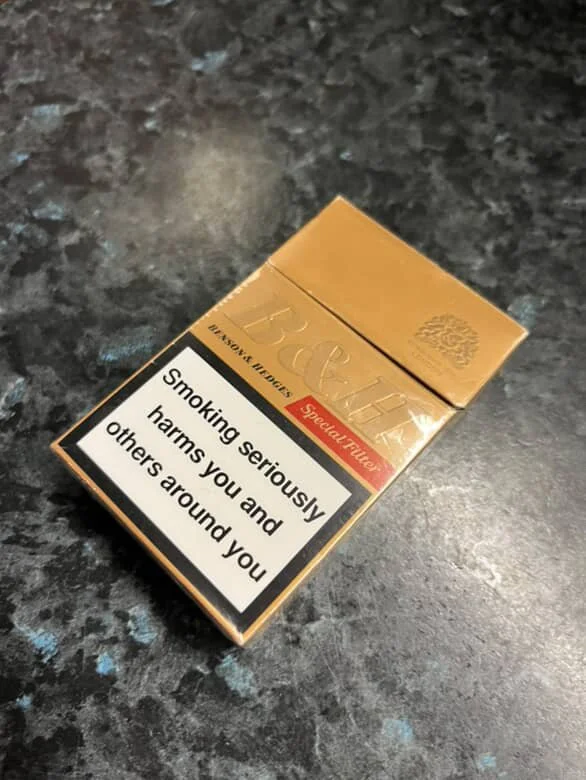 B&H
BENSON & HEDGES
Special Filter
Smoking seriously
harms you and
others around you